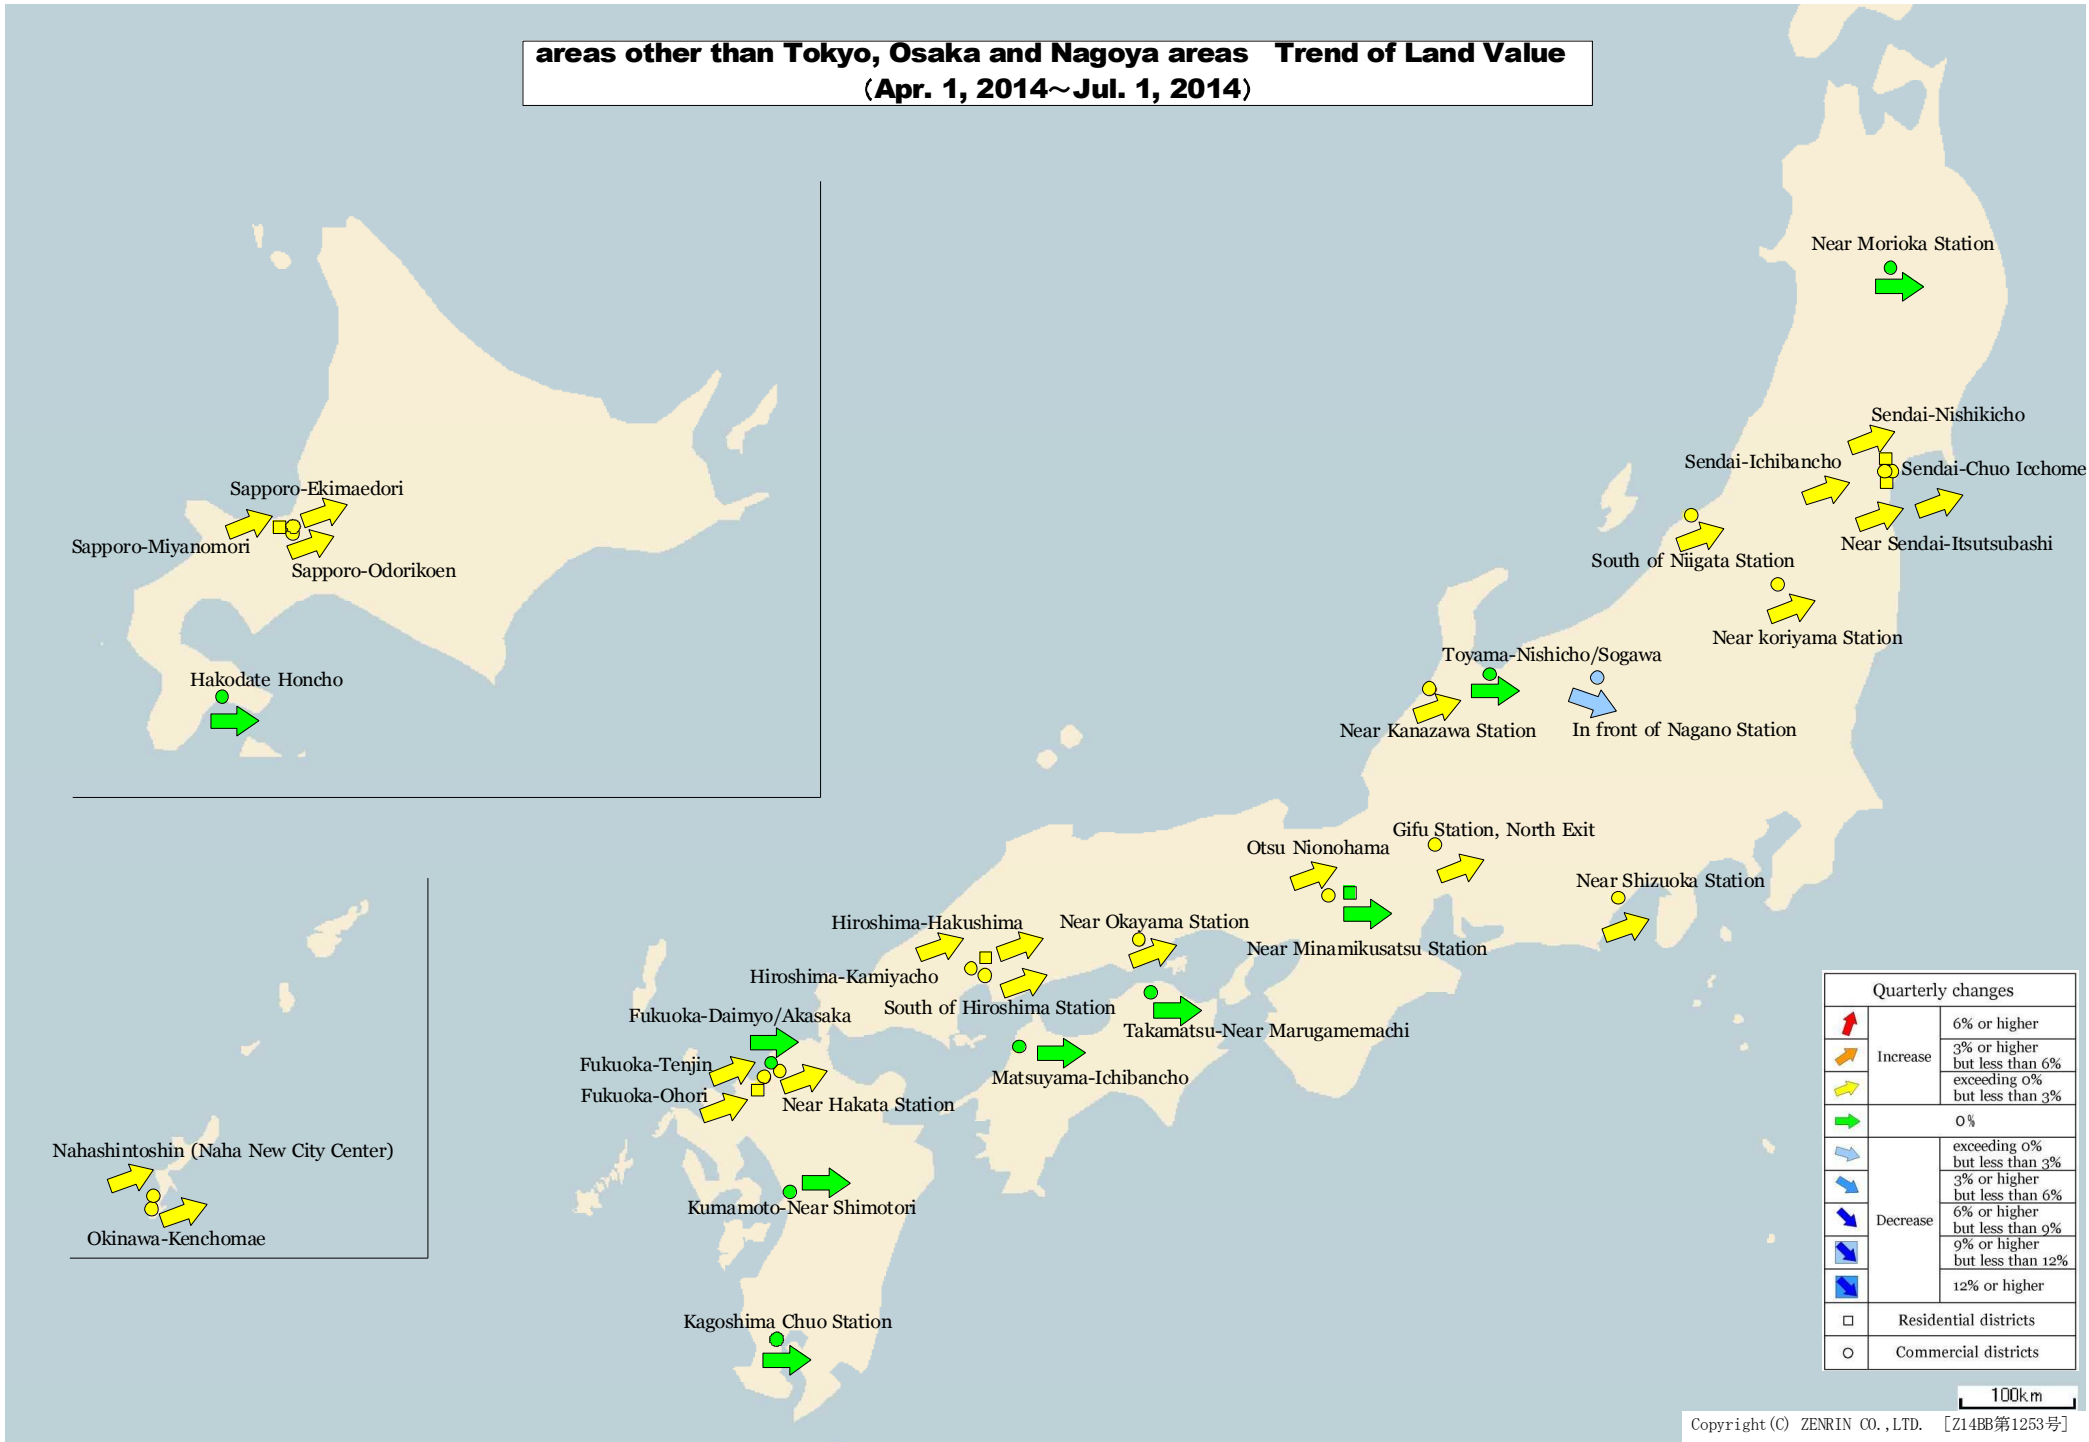 areas other than Tokyo, Osaka and Nagoya areas Trend of Land Value
(Apr. 1, 2014～Jul. 1, 2014)
Near Morioka Station
Sendai-Nishikicho
Sendai-Ichibancho
Sendai-Chuo Icchome
Near Sendai-Itsutsubashi
South of Niigata Station
Near koriyama Station
Sapporo-Ekimaedori
Sapporo-Miyanomori
Sapporo-Odorikoen
Hakodate Honcho
Toyama-Nishicho/Sogawa
Near Kanazawa Station
In front of Nagano Station
Gifu Station, North Exit
Otsu Nionohama
Near Shizuoka Station
Near Minamikusatsu Station
Hiroshima-Hakushima
Near Okayama Station
Hiroshima-Kamiyacho
South of Hiroshima Station
Takamatsu-Near Marugamemachi
Fukuoka-Daimyo/Akasaka
Fukuoka-Tenjin
Fukuoka-Ohori
Near Hakata Station
Matsuyama-Ichibancho
Nahashintoshin (Naha New City Center)
Okinawa-Kenchomae
Kumamoto-Near Shimotori
Kagoshima Chuo Station
Quarterly changes
Increase
6% or higher
3% or higher
but less than 6%
exceeding 0%
but less than 3%
0%
Decrease
exceeding 0%
but less than 3%
3% or higher
but less than 6%
6% or higher
but less than 9%
9% or higher
but less than 12%
12% or higher
Residential districts
Commercial districts
100km
Copyright(C) ZENRIN CO.,LTD. [Z14BB第1253号]